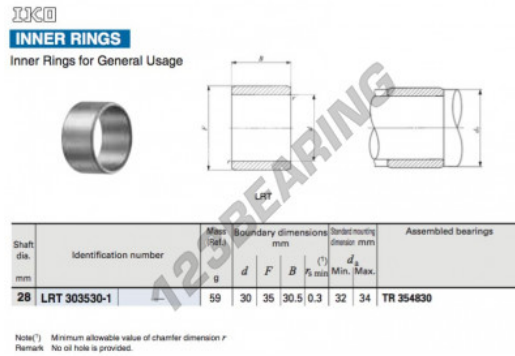 IKO
INNER RINGS
Inner Rings for General Usage
B
F
r
d
r
dₐ
LRT
123BEARING
Shaft dia. mm
Identification number
Mass (Ref.) g
Boundary dimensions mm
d F B rₛ min(¹)
Standard mounting dimension mm
dₐ
Min. Max.
Assembled bearings
28 LRT 303530-1 — 59 30 35 30.5 0.3 32 34 TR 354830
Note(¹) Minimum allowable value of chamfer dimension r
Remark No oil hole is provided.